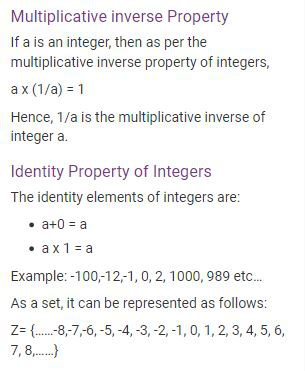 Multiplicative inverse Property
If a is an integer, then as per the
multiplicative inverse property of integers,
a x (1/a) = 1
Hence, 1/a is the multiplicative inverse of
integer a.
Identity Property of Integers
The identity elements of integers are:
• a+0 = a
• a x 1 = a
Example: -100,-12,-1, 0, 2, 1000, 989 etc...
As a set, it can be represented as follows:
Z= {......-8,-7,-6, -5, -4, -3, -2, -1, 0, 1, 2, 3, 4, 5, 6,
7, 8,......}